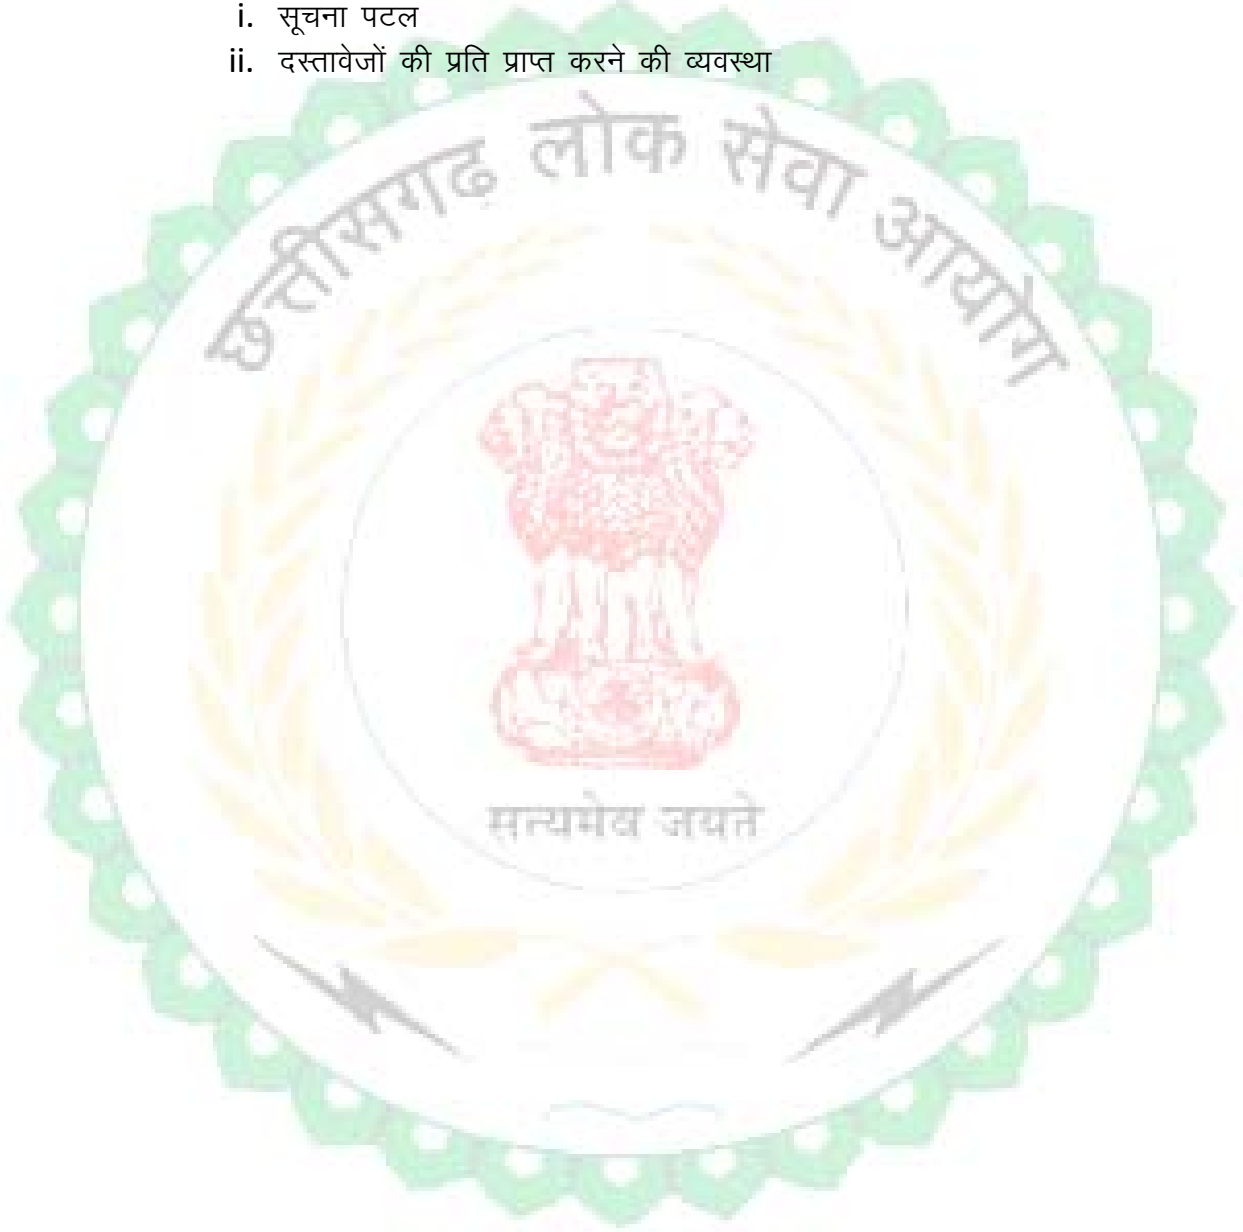 i. सूचना पटल
ii. दस्तावेजों की प्रति प्राप्त करने की व्यवस्था
छत्तीसगढ लोक सेवा आयोग
सत्यमेव जयते